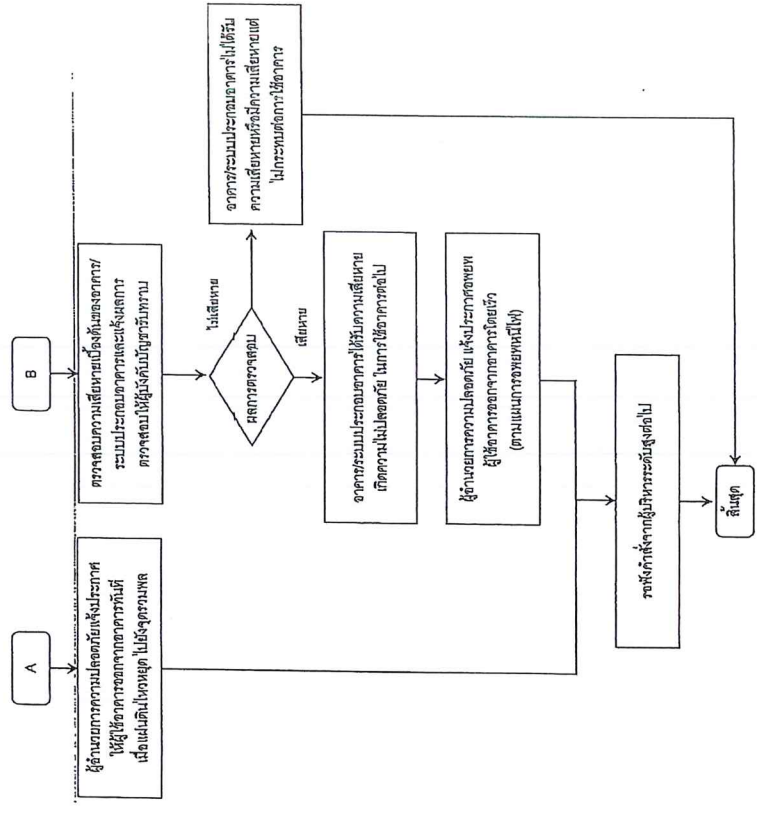 A
ผู้อำนวยการความปลอดภัยแจ้งประกาศ
ให้ผู้ใช้อาคารออกจากอาคารทันที
เมื่อแผ่นดินไหวหยุด ไปยังจุดรวมพล
B
ตรวจสอบความเสียหายเบื้องต้นของอาคาร/
ระบบประกอบอาคารและแจ้งผลการ
ตรวจสอบให้ผู้บังคับบัญชารับทราบ
ผลการตรวจสอบ
ไม่เสียหาย
อาคาร/ระบบประกอบอาคารไม่ได้รับ
ความเสียหายหรือมีความเสียหายแต่
ไม่กระทบต่อการใช้อาคาร
เสียหาย
อาคาร/ระบบประกอบอาคารได้รับความเสียหาย
เกิดความไม่ปลอดภัย ในการใช้อาคารต่อไป
ผู้อำนวยการความปลอดภัย แจ้งประกาศอพยพ
ผู้ใช้อาคารออกจากอาคารโดยเร็ว
(ตามแผนการอพยพหนีไฟ)
รอฟังคำสั่งจากผู้บริหารระดับสูงต่อไป
สิ้นสุด